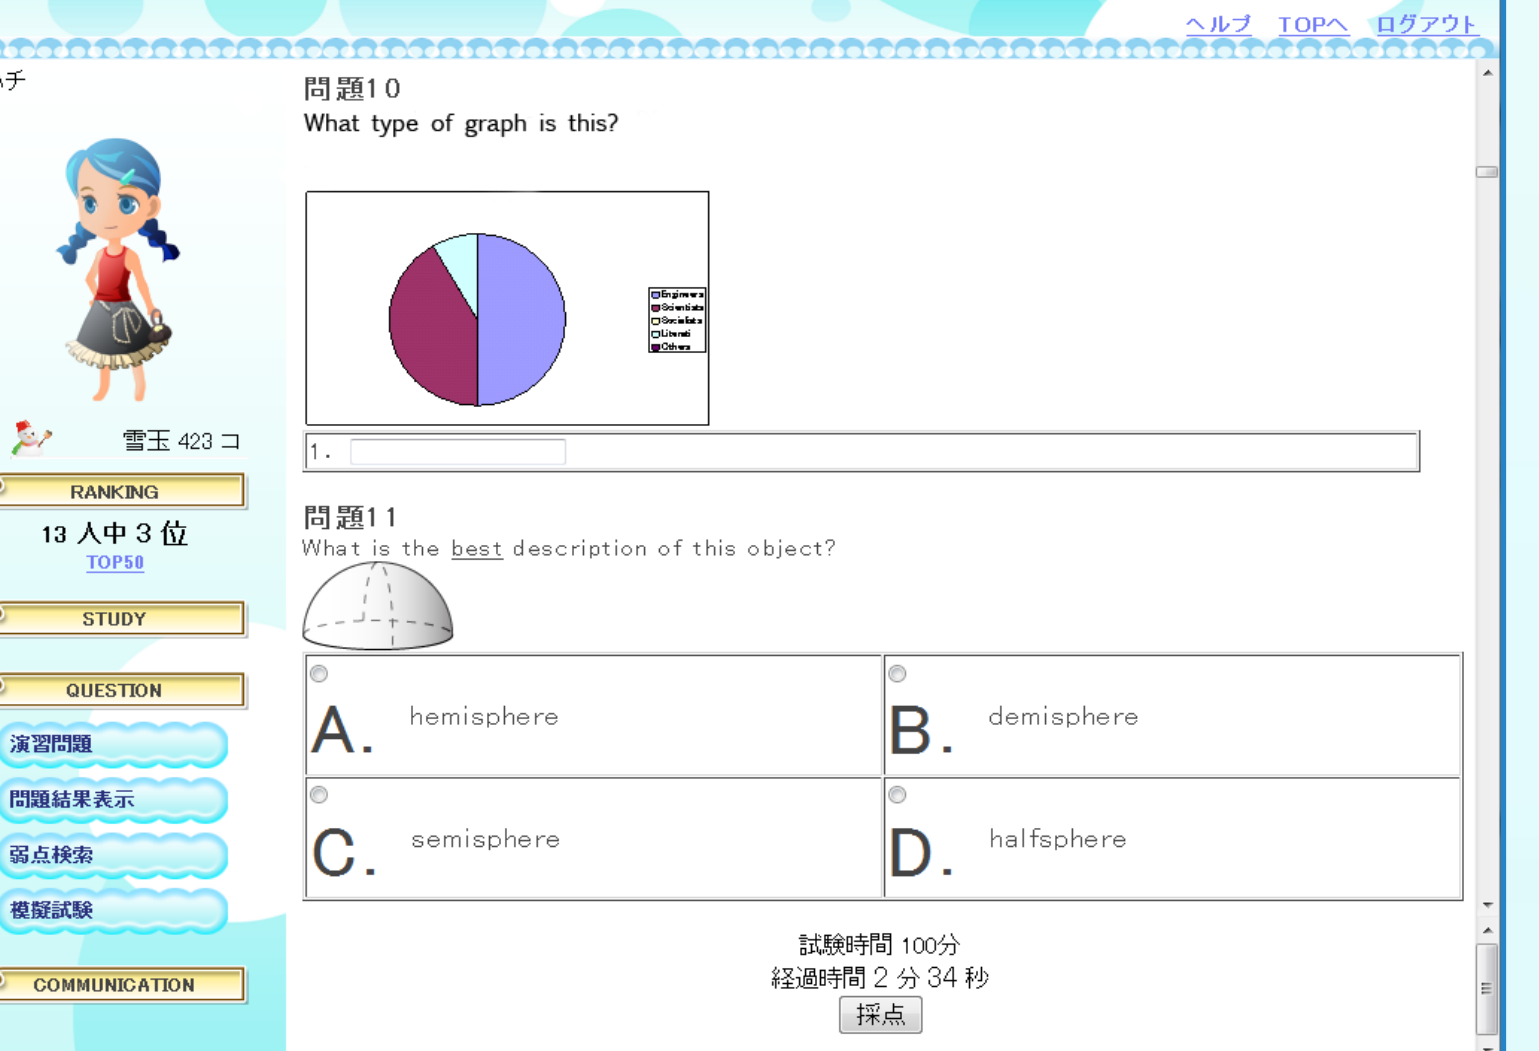 ヘルプ TOPへ ログアウト
チ
雪玉 423 コ
RANKING
13 人中 3 位
TOP50
STUDY
QUESTION
演習問題
問題結果表示
弱点検索
模擬試験
COMMUNICATION
問題10
What type of graph is this?
Engineers
Scientists
Socialists
Literati
Others
1.
問題11
What is the best description of this object?
A. hemisphere
B. demisphere
C. semisphere
D. halfsphere
試験時間 100分
経過時間 2 分 34 秒
採点